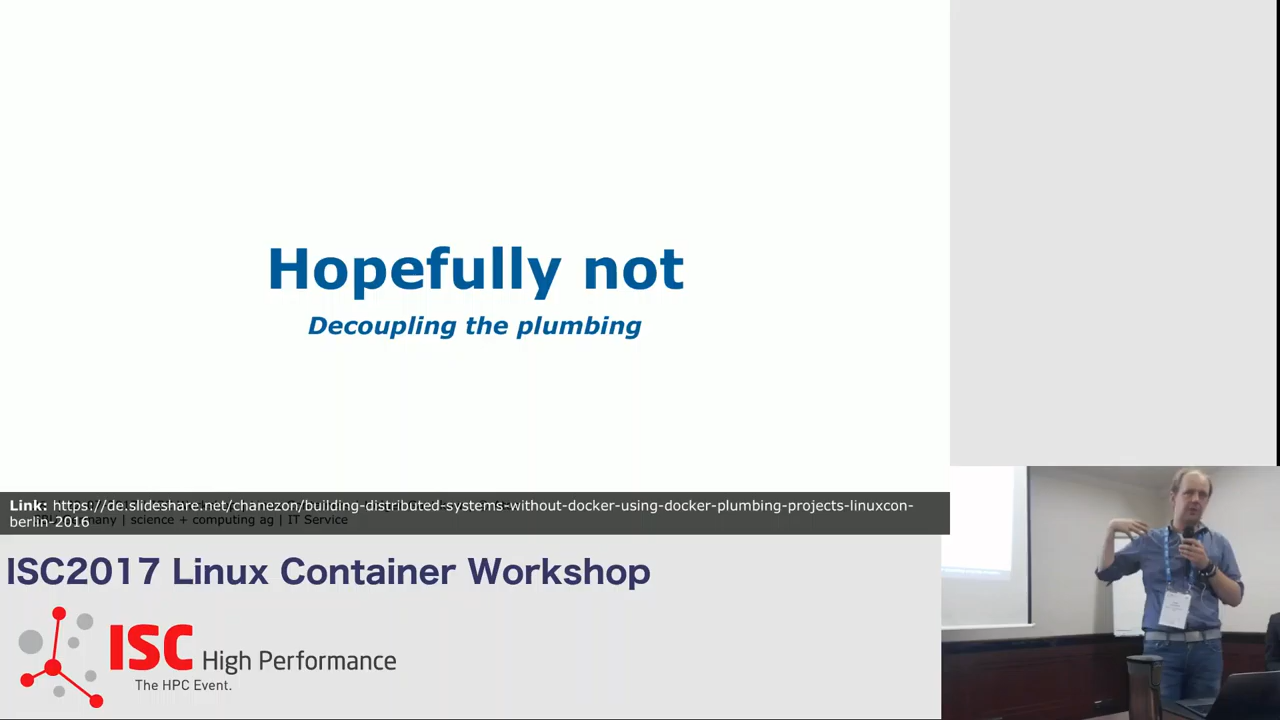 Hopefully not
Decoupling the plumbing
Link: https://de.slideshare.net/chanezon/building-distributed-systems-without-docker-using-docker-plumbing-projects-linuxcon-
berlin-2016
many | science + computing ag | IT Service
ISC2017 Linux Container Workshop
ISC High Performance
The HPC Event.